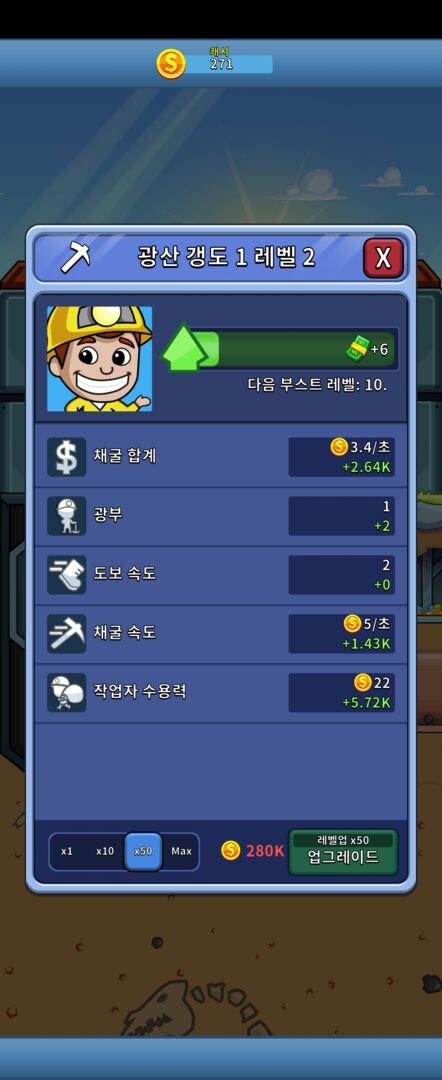 캐시
271
광산 갱도 1 레벨 2
X
+6
다음 부스트 레벨: 10.
채굴 합계
3.4/초
+2.64K
광부
1
+2
도보 속도
2
+0
채굴 속도
5/초
+1.43K
작업자 수용력
22
+5.72K
x1 x10 x50 Max
280K
레벨업 x50
업그레이드